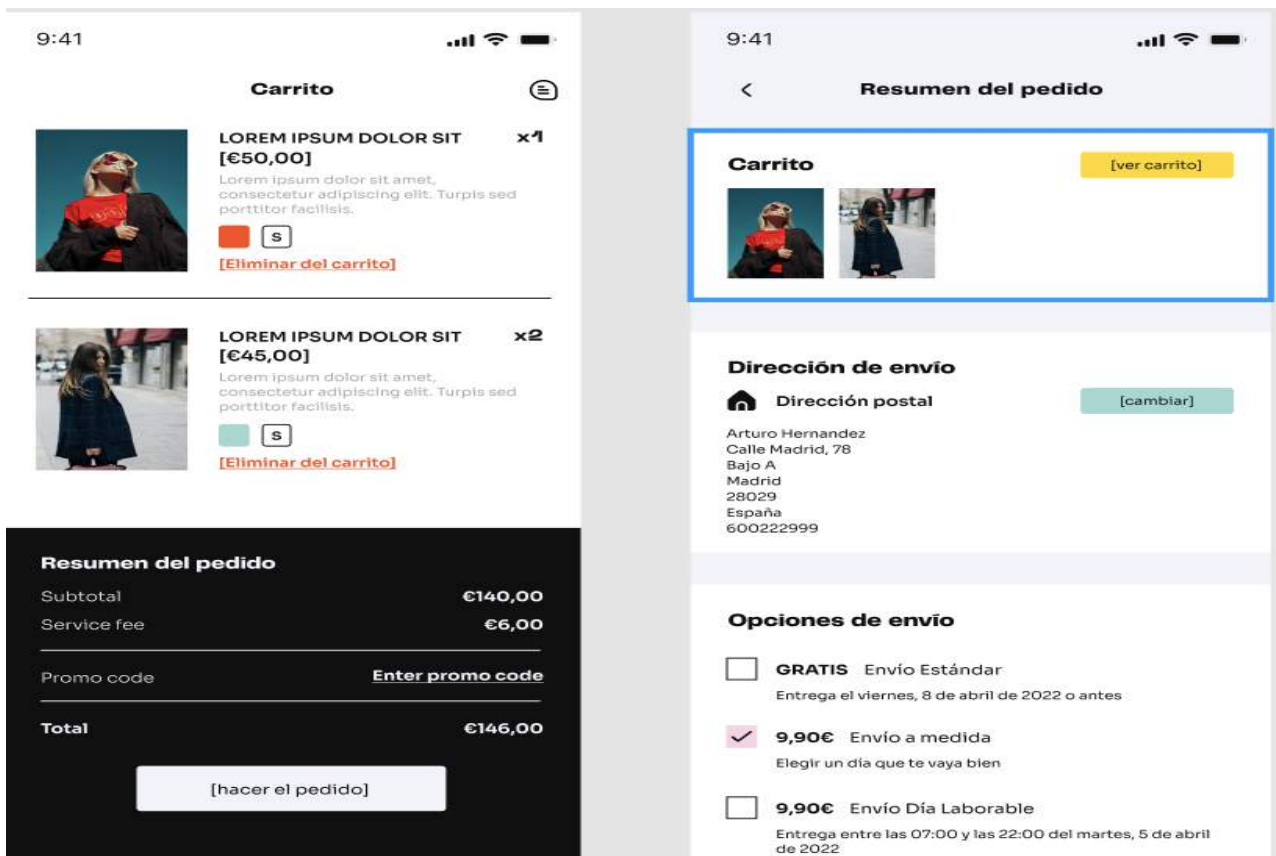 9:41
Carrito
LOREM IPSUM DOLOR SIT x1
[€50,00]
Lorem ipsum dolor sit amet,
consectetur adipiscing elit. Turpis sed
porttitor facilisis.
S
[Eliminar del carrito]
LOREM IPSUM DOLOR SIT x2
[€45,00]
Lorem ipsum dolor sit amet,
consectetur adipiscing elit. Turpis sed
porttitor facilisis.
S
[Eliminar del carrito]
Resumen del pedido
Subtotal €140,00
Service fee €6,00
Promo code Enter promo code
Total €146,00
[hacer el pedido]
9:41
Resumen del pedido
Carrito [ver carrito]
Dirección de envío
Dirección postal [cambiar]
Arturo Hernandez
Calle Madrid, 78
Bajo A
Madrid
28029
España
600222999
Opciones de envío
GRATIS Envío Estándar
Entrega el viernes, 8 de abril de 2022 o antes
9,90€ Envío a medida
Elegir un día que te vaya bien
9,90€ Envío Día Laborable
Entrega entre las 07:00 y las 22:00 del martes, 5 de abril
de 2022